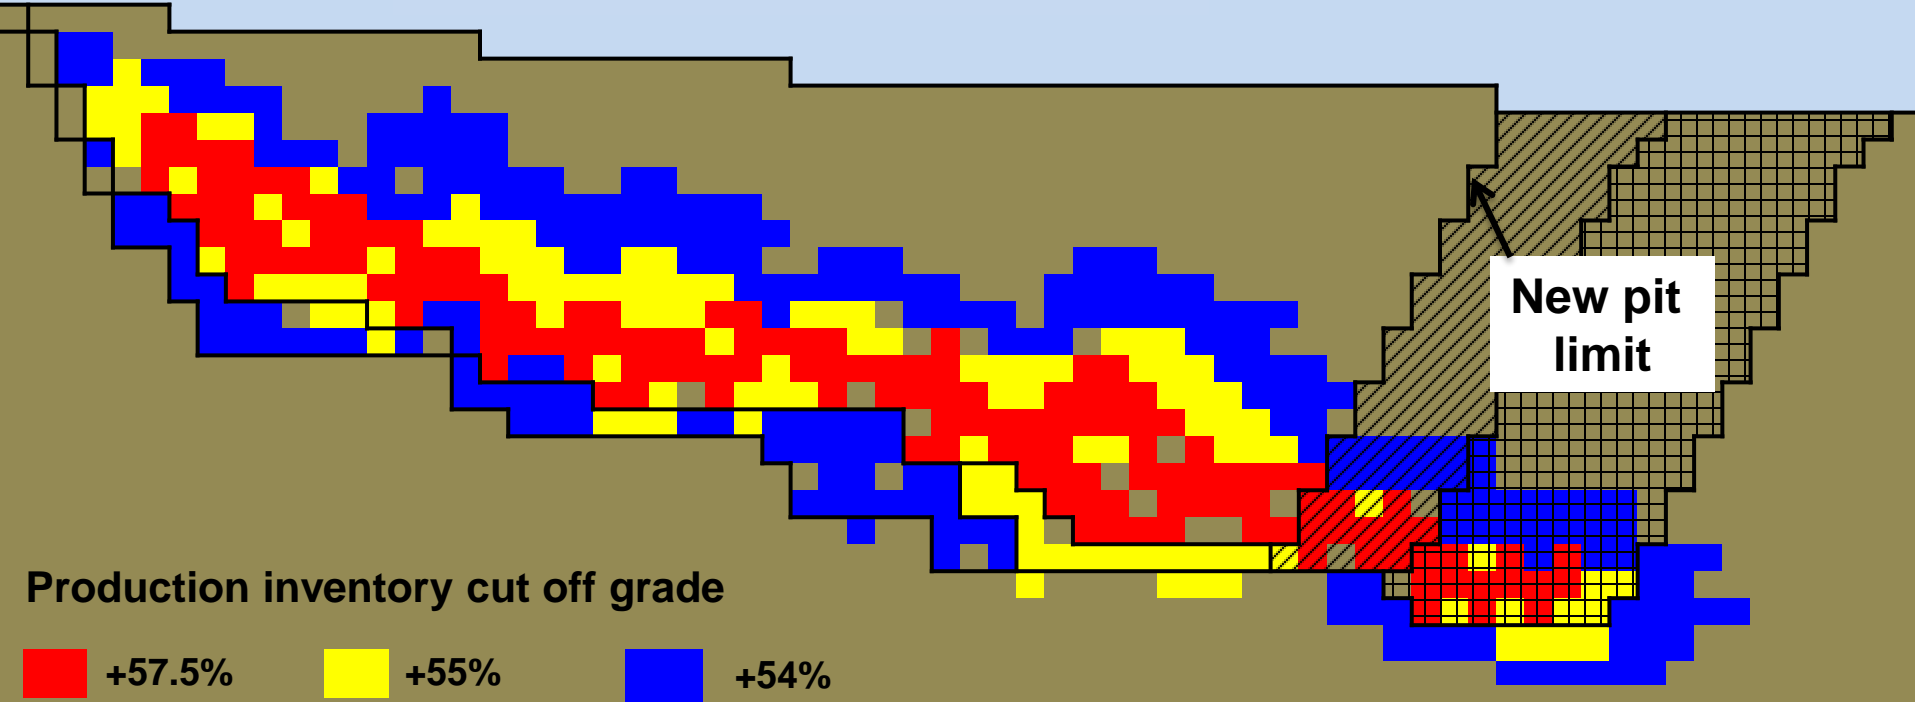 New pit
limit
Production inventory cut off grade
+57.5% +55% +54%